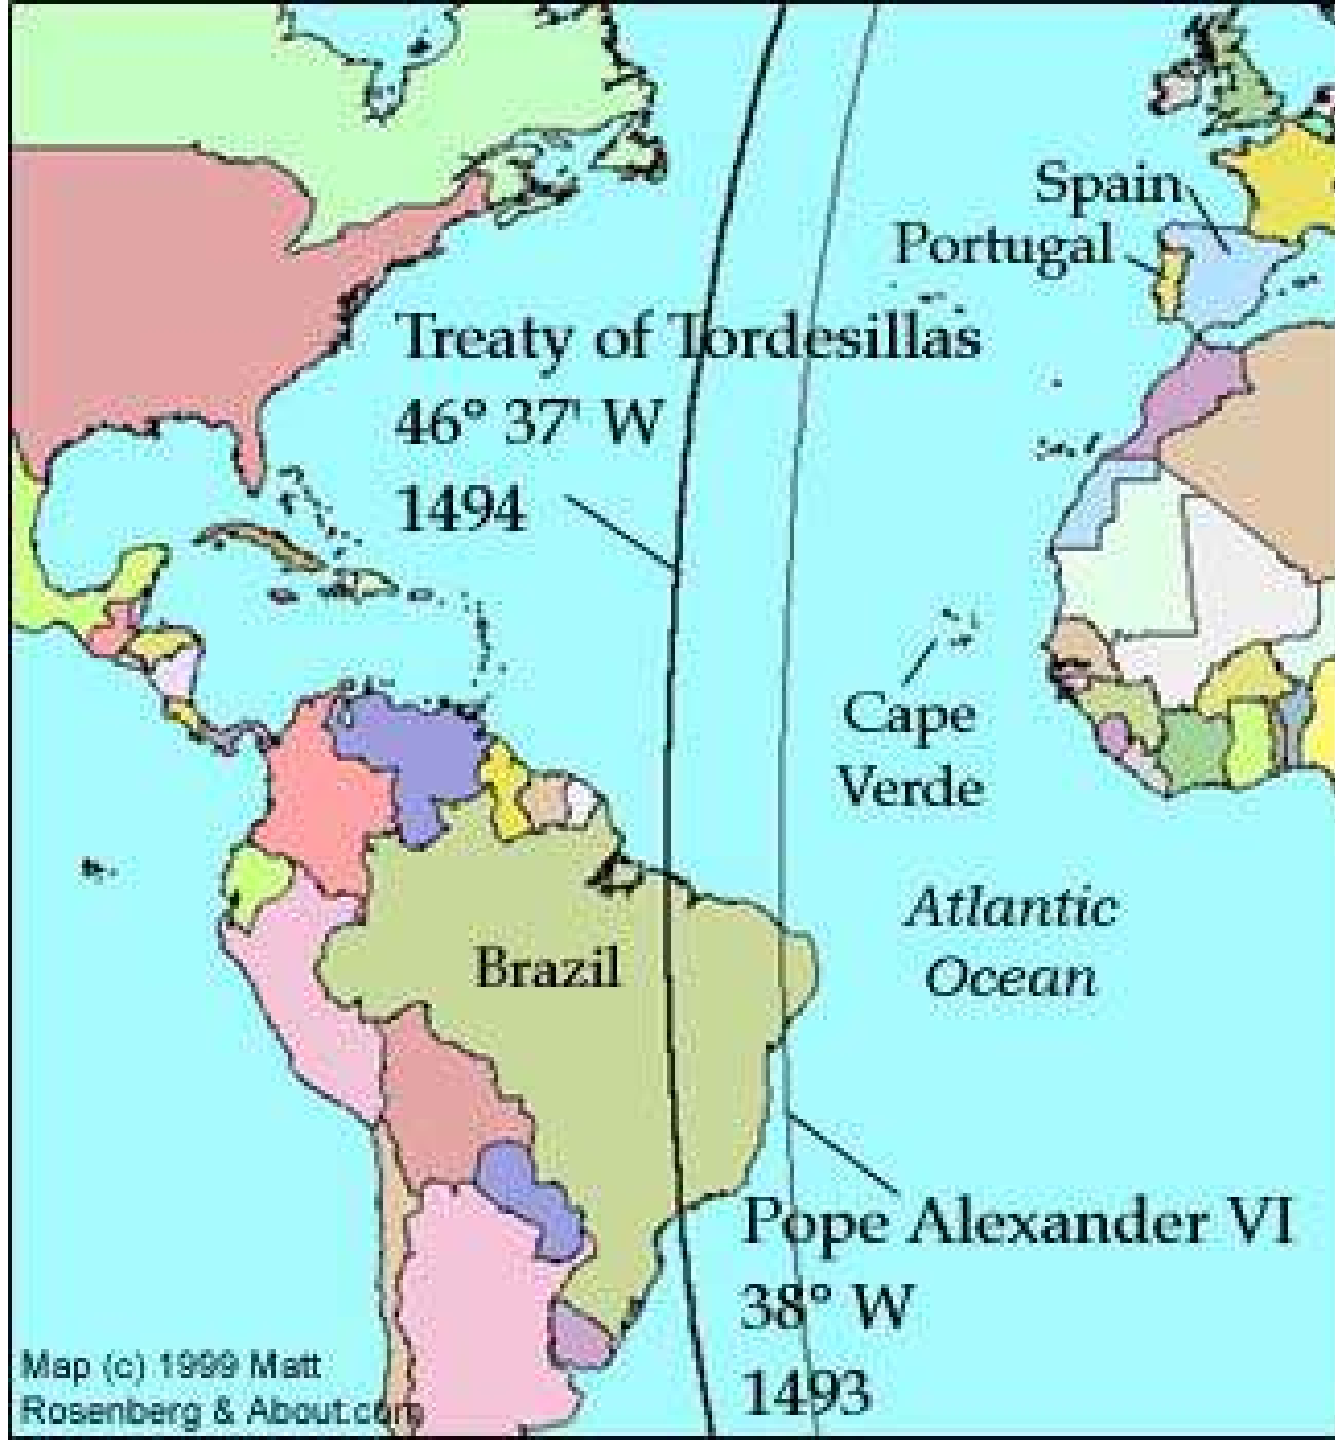 Spain
Portugal
Treaty of Tordesillas
46° 37' W
1494
Cape
Verde
Atlantic
Ocean
Brazil
Pope Alexander VI
38° W
1493
Map (c) 1999 Matt
Rosenberg & About.com